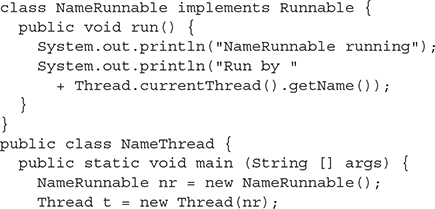 class NameRunnable implements Runnable {
  public void run() {
    System.out.println("NameRunnable running");
    System.out.println("Run by "
      + Thread.currentThread().getName());
  }
}
public class NameThread {
  public static void main (String [] args) {
    NameRunnable nr = new NameRunnable();
    Thread t = new Thread(nr);